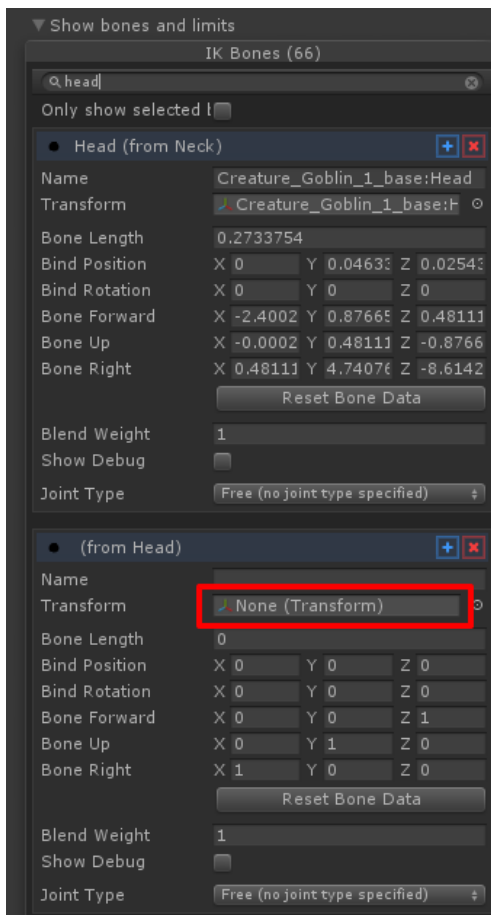 Show bones and limits
IK Bones (66)
head
Only show selected b
Head (from Neck)
Name Creature_Goblin_1_base:Head
Transform Creature_Goblin_1_base:H
Bone Length 0.2733754
Bind Position X 0 Y 0.0463 Z 0.02543
Bind Rotation X 0 Y 0 Z 0
Bone Forward X -2.4002 Y 0.87665 Z 0.48111
Bone Up X -0.0002 Y 0.48111 Z -0.8766
Bone Right X 0.48111 Y 4.74076 Z -8.6142
Reset Bone Data
Blend Weight 1
Show Debug
Joint Type Free (no joint type specified)
(from Head)
Name
Transform None (Transform)
Bone Length 0
Bind Position X 0 Y 0 Z 0
Bind Rotation X 0 Y 0 Z 0
Bone Forward X 0 Y 0 Z 1
Bone Up X 0 Y 1 Z 0
Bone Right X 1 Y 0 Z 0
Reset Bone Data
Blend Weight 1
Show Debug
Joint Type Free (no joint type specified)